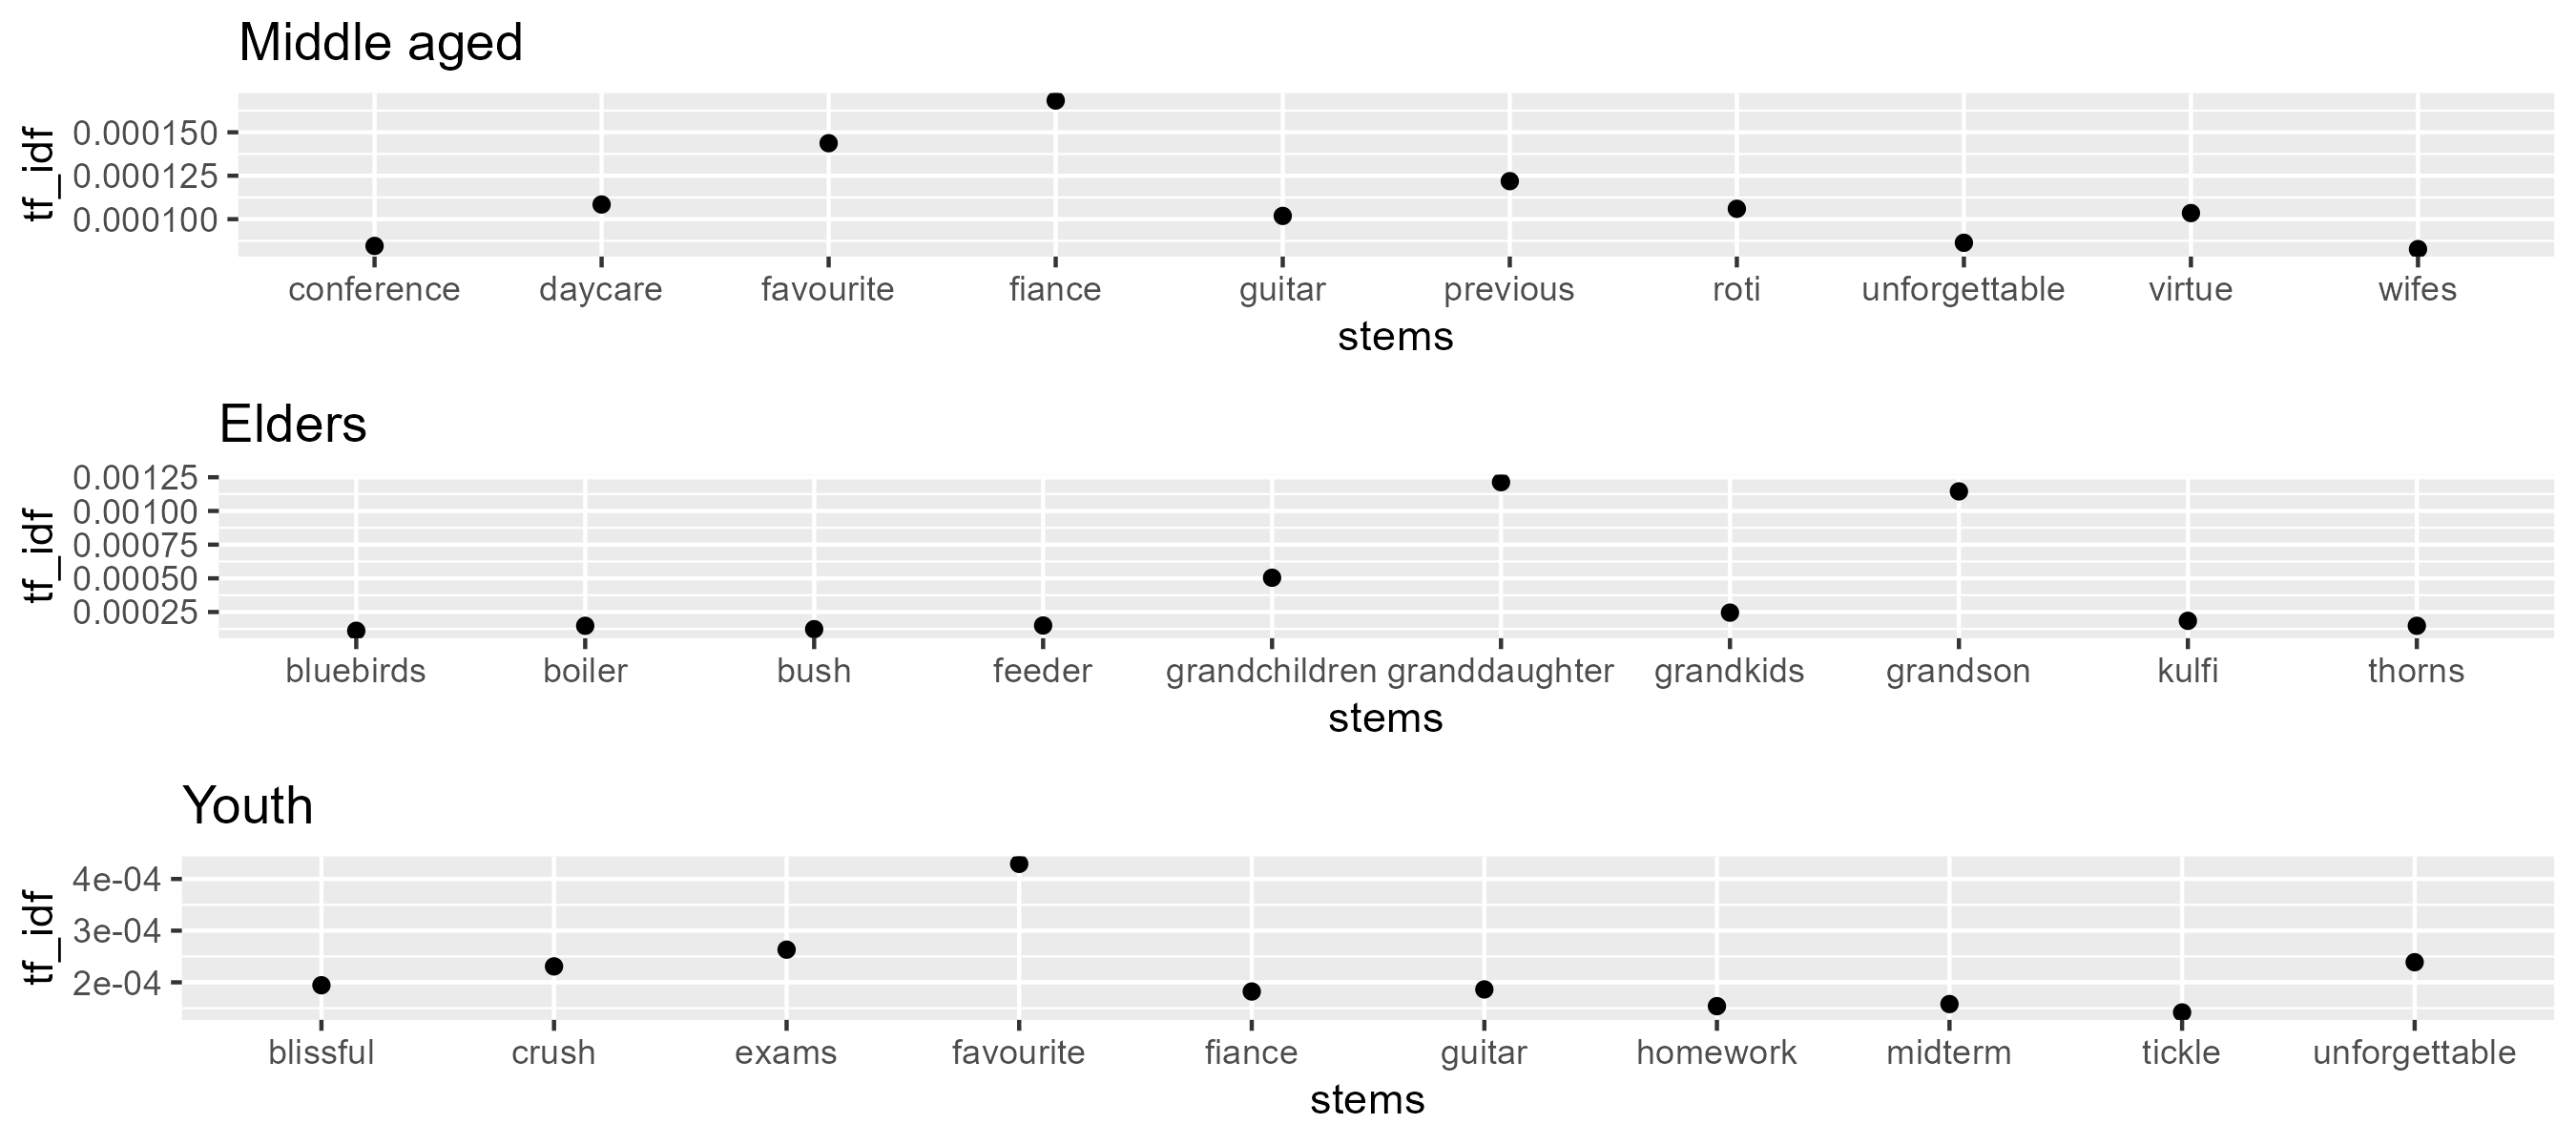 Middle aged
tf_idf
0.000150
0.000125
0.000100
conference daycare favourite fiance guitar previous roti unforgettable virtue wifes
stems
Elders
tf_idf
0.00125
0.00100
0.00075
0.00050
0.00025
bluebirds boiler bush feeder grandchildren granddaughter grandkids grandson kulfi thorns
stems
Youth
tf_idf
4e-04
3e-04
2e-04
blissful crush exams favourite fiance guitar homework midterm tickle unforgettable
stems